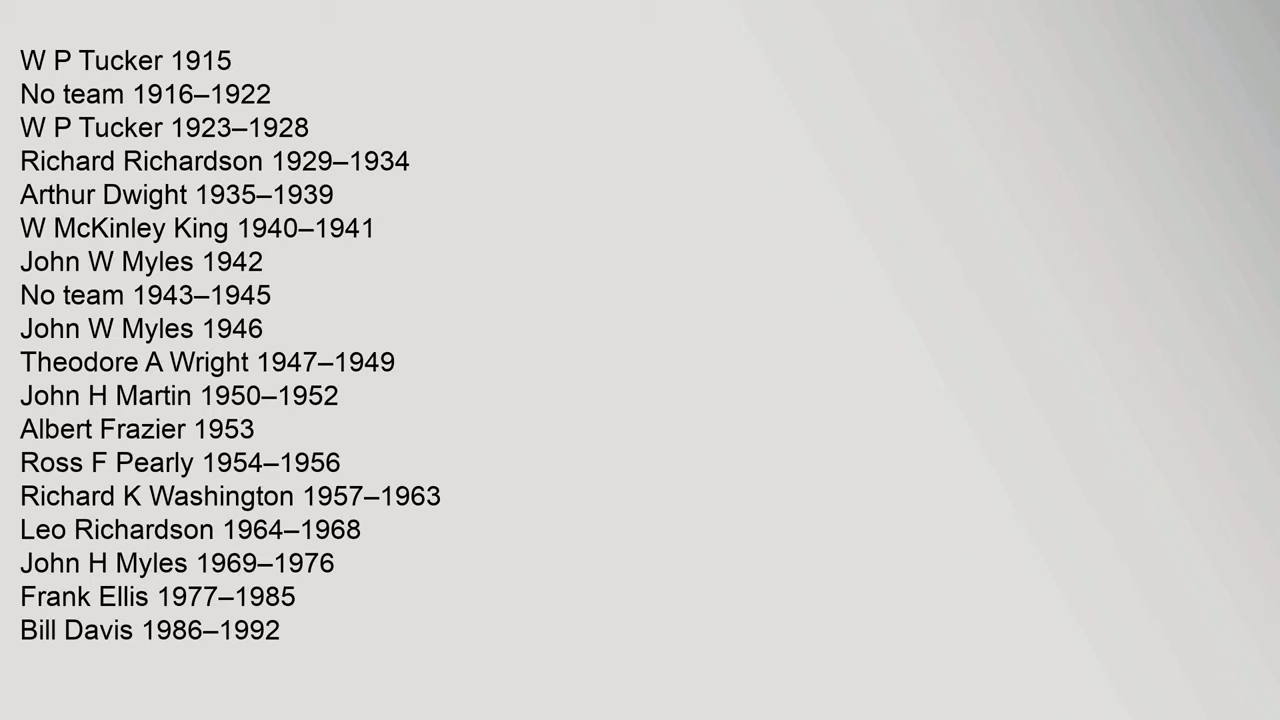 W P Tucker 1915
No team 1916–1922
W P Tucker 1923–1928
Richard Richardson 1929–1934
Arthur Dwight 1935–1939
W McKinley King 1940–1941
John W Myles 1942
No team 1943–1945
John W Myles 1946
Theodore A Wright 1947–1949
John H Martin 1950–1952
Albert Frazier 1953
Ross F Pearly 1954–1956
Richard K Washington 1957–1963
Leo Richardson 1964–1968
John H Myles 1969–1976
Frank Ellis 1977–1985
Bill Davis 1986–1992